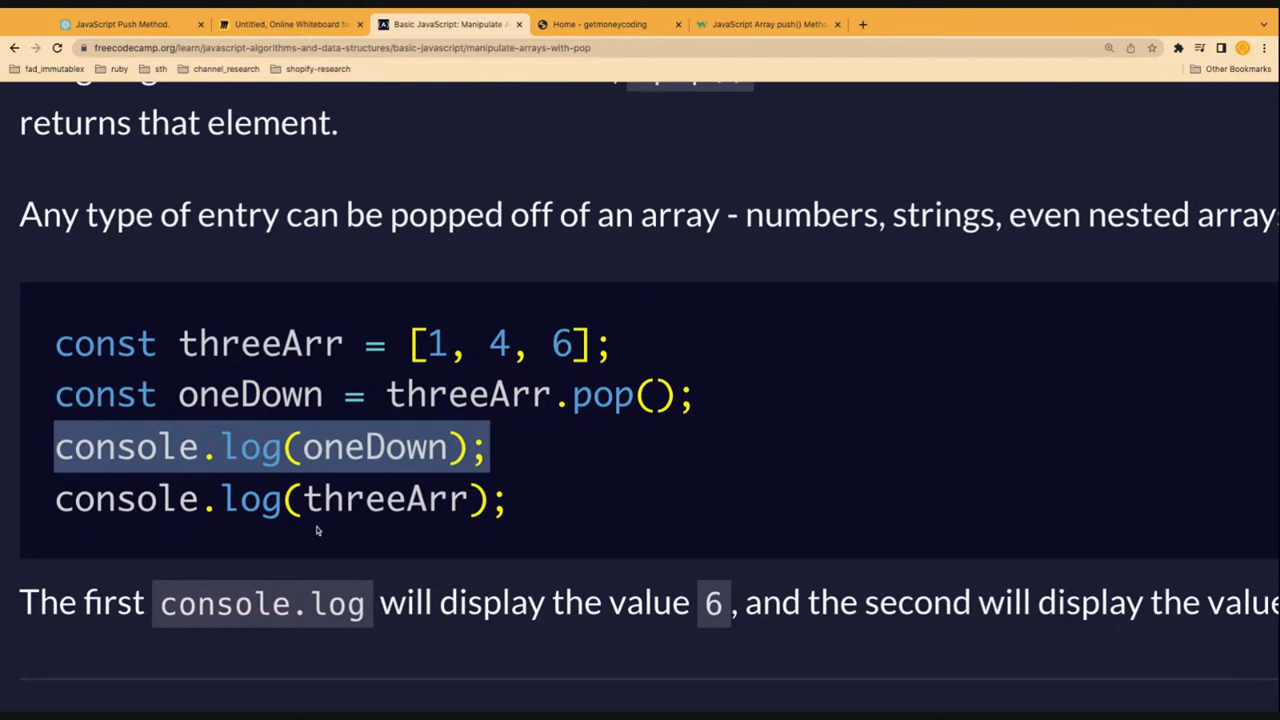 JavaScript Push Method.
Untitled, Online Whiteboard fo
Basic JavaScript: Manipulate A
Home - getmoneycoding
JavaScript Array push() Metho
freecodecamp.org/learn/javascript-algorithms-and-data-structures/basic-javascript/manipulate-arrays-with-pop
fad_immutablex
ruby
sth
channel_research
shopify-research
Other Bookmarks
returns that element.
Any type of entry can be popped off of an array - numbers, strings, even nested array
const threeArr = [1, 4, 6];
const oneDown = threeArr.pop();
console.log(oneDown);
console.log(threeArr);
The first console.log will display the value 6, and the second will display the value